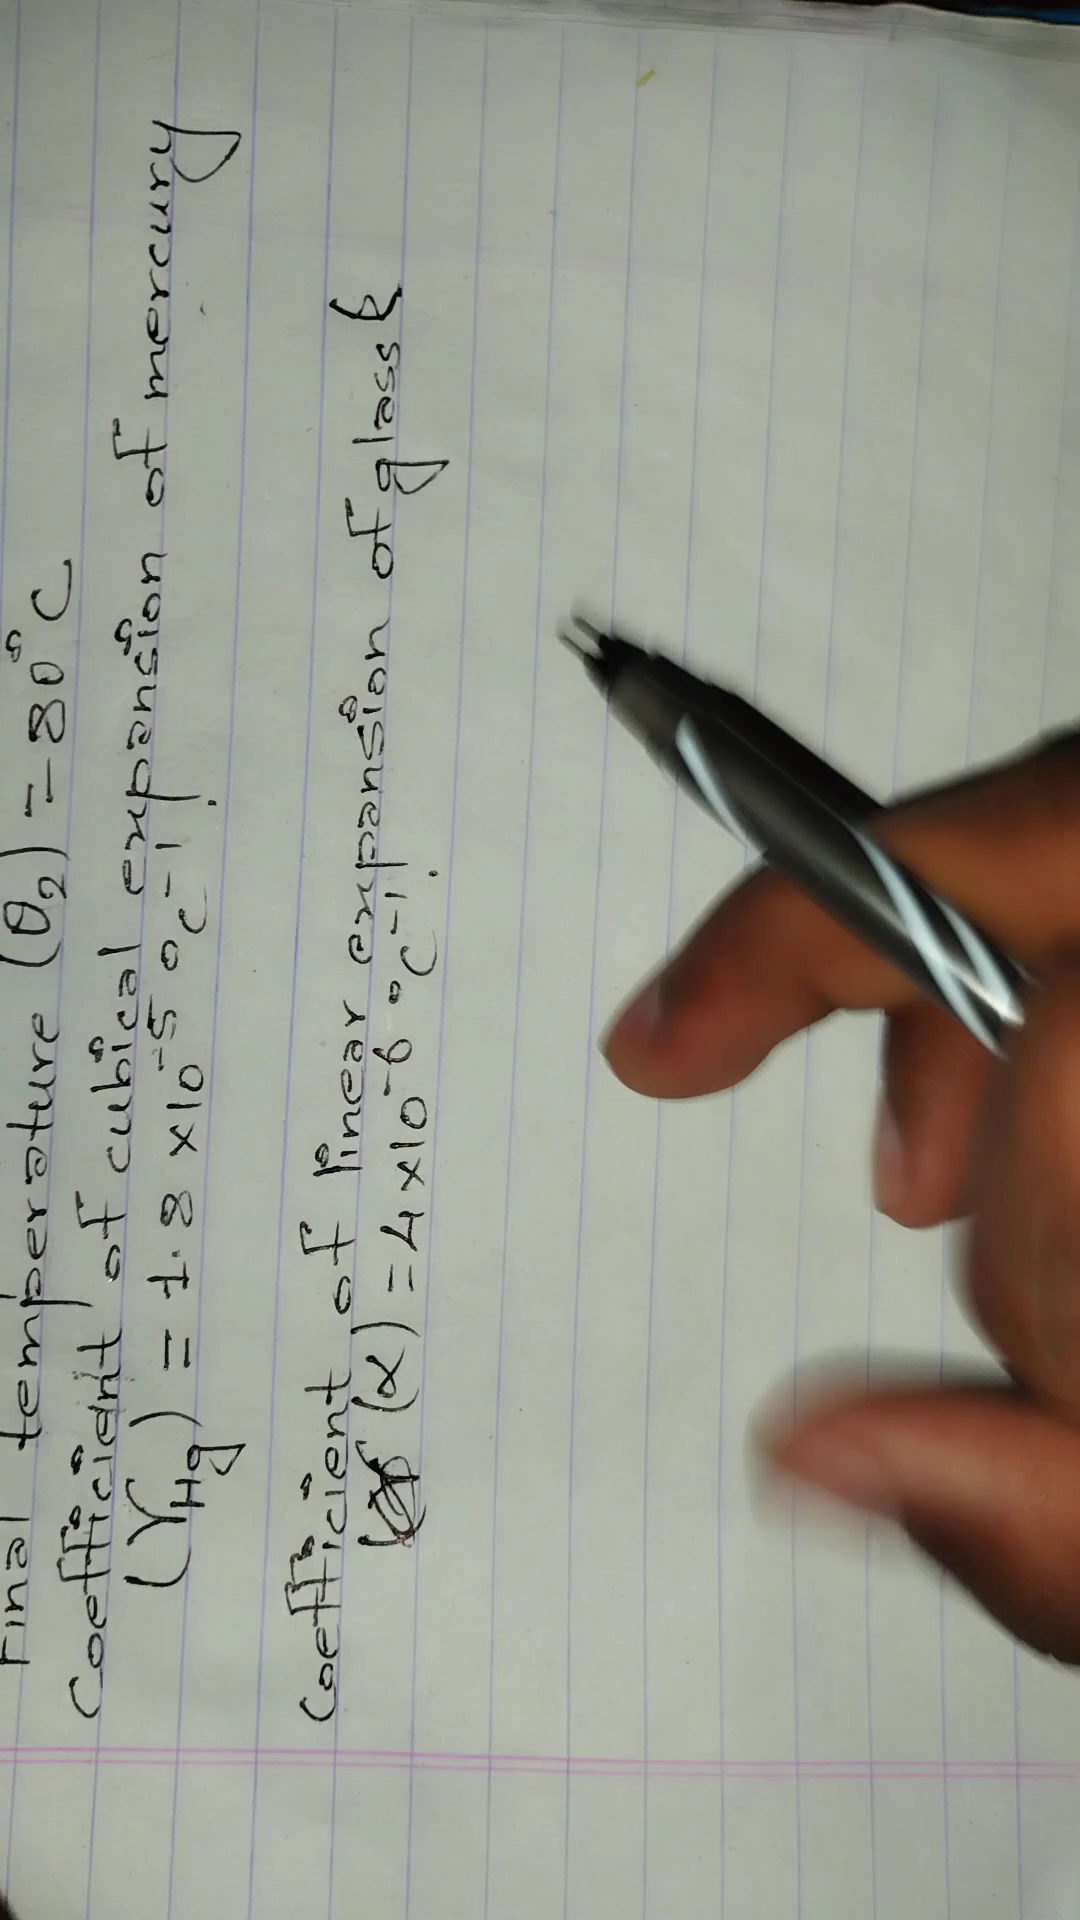 Final temperature (θ₂) = 80°C
Coefficient of cubical expansion of mercury
(γHg) = 1.8 ×10⁻⁵ °C⁻¹.
Coefficient of linear expansion of glass
(α) = 4×10⁻⁶ °C⁻¹.